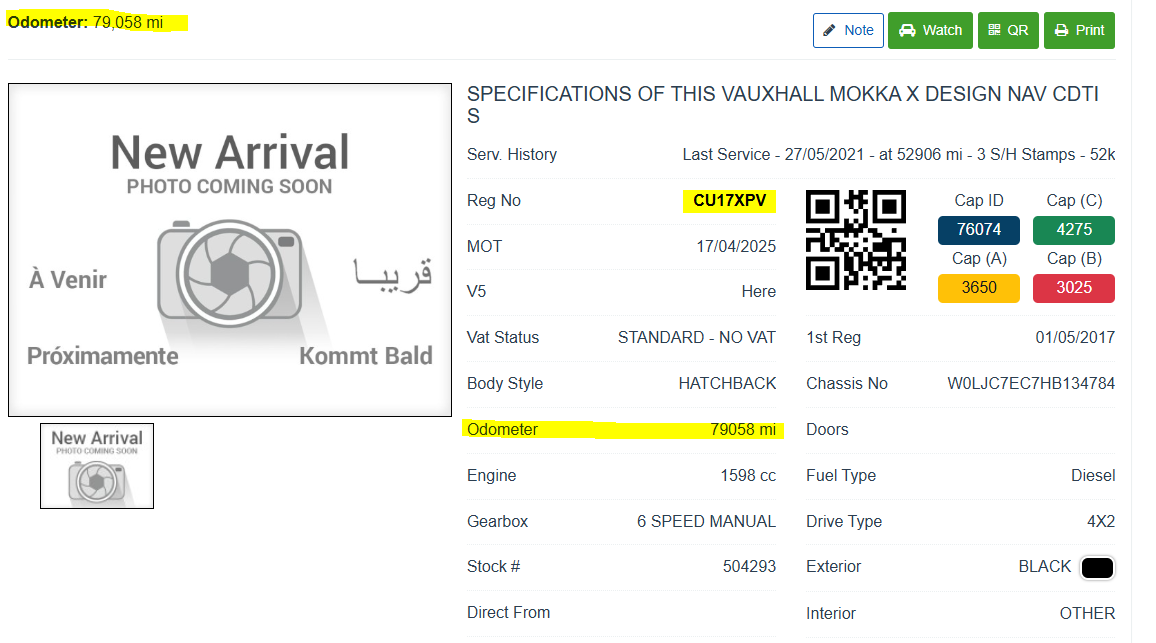 Odometer: 79,058 mi
Note Watch QR Print
SPECIFICATIONS OF THIS VAUXHALL MOKKA X DESIGN NAV CDTI
S
Serv. History Last Service - 27/05/2021 - at 52906 mi - 3 S/H Stamps - 52k
New Arrival
PHOTO COMING SOON
À Venir
قريبا
Próximamente
Kommt Bald
New Arrival
PHOTO COMING SOON
Reg No CU17XPV
MOT 17/04/2025
V5 Here
Cap ID Cap (C)
76074 4275
Cap (A) Cap (B)
3650 3025
Vat Status STANDARD - NO VAT 1st Reg 01/05/2017
Body Style HATCHBACK Chassis No W0LJC7EC7HB134784
Odometer 79058 mi Doors
Engine 1598 cc Fuel Type Diesel
Gearbox 6 SPEED MANUAL Drive Type 4X2
Stock # 504293 Exterior BLACK
Direct From Interior OTHER